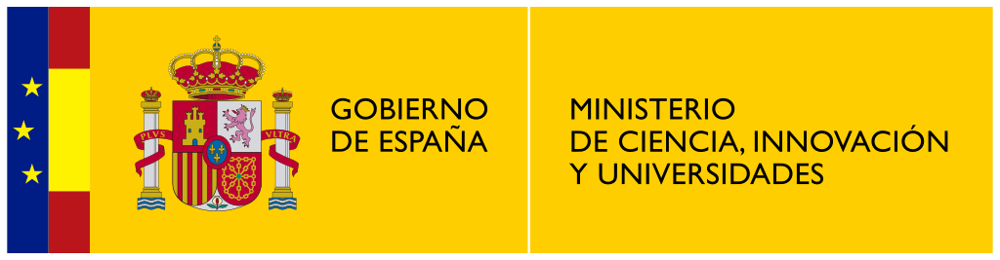 PLVS
VLTRA
GOBIERNO
DE ESPAÑA
MINISTERIO
DE CIENCIA, INNOVACIÓN
Y UNIVERSIDADES